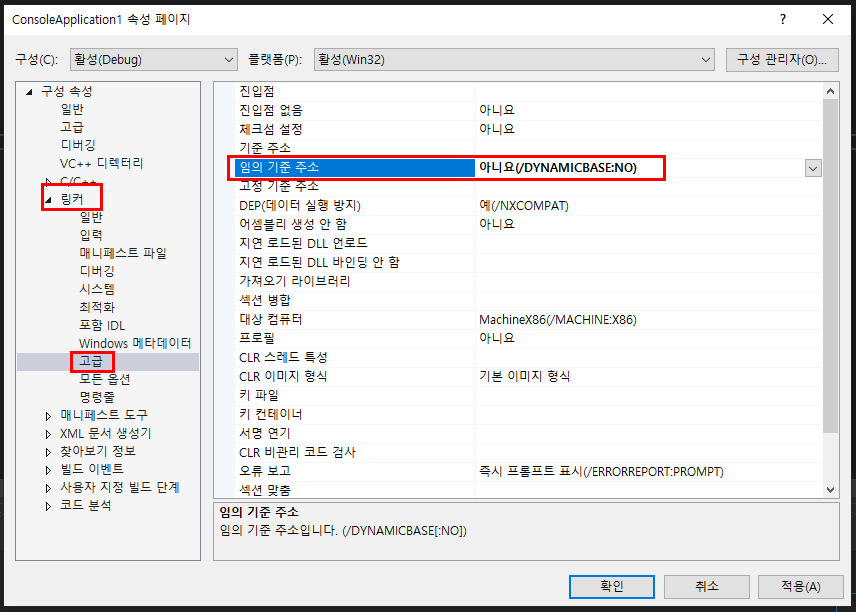 ConsoleApplication1 속성 페이지
?
구성(C): 활성(Debug) 플랫폼(P): 활성(Win32) 구성 관리자(O)...
구성 속성
일반
고급
디버깅
VC++ 디렉터리
C/C++
링커
일반
입력
매니페스트 파일
디버깅
시스템
최적화
포함 IDL
Windows 메타데이터
고급
모든 옵션
명령줄
매니페스트 도구
XML 문서 생성기
찾아보기 정보
빌드 이벤트
사용자 지정 빌드 단계
코드 분석
진입점
진입점 없음 아니요
체크섬 설정 아니요
기준 주소
임의 기준 주소 아니요(/DYNAMICBASE:NO)
고정 기준 주소
DEP(데이터 실행 방지) 예(/NXCOMPAT)
어셈블리 생성 안 함 아니요
지연 로드된 DLL 언로드
지연 로드된 DLL 바인딩 안 함
가져오기 라이브러리
섹션 병합
대상 컴퓨터 MachineX86(/MACHINE:X86)
프로필 아니요
CLR 스레드 특성
CLR 이미지 형식 기본 이미지 형식
키 파일
키 컨테이너
서명 연기
CLR 비관리 코드 검사
오류 보고 즉시 프롬프트 표시(/ERRORREPORT:PROMPT)
섹션 맞춤
임의 기준 주소
임의 기준 주소입니다. (/DYNAMICBASE[:NO])
확인 취소 적용(A)